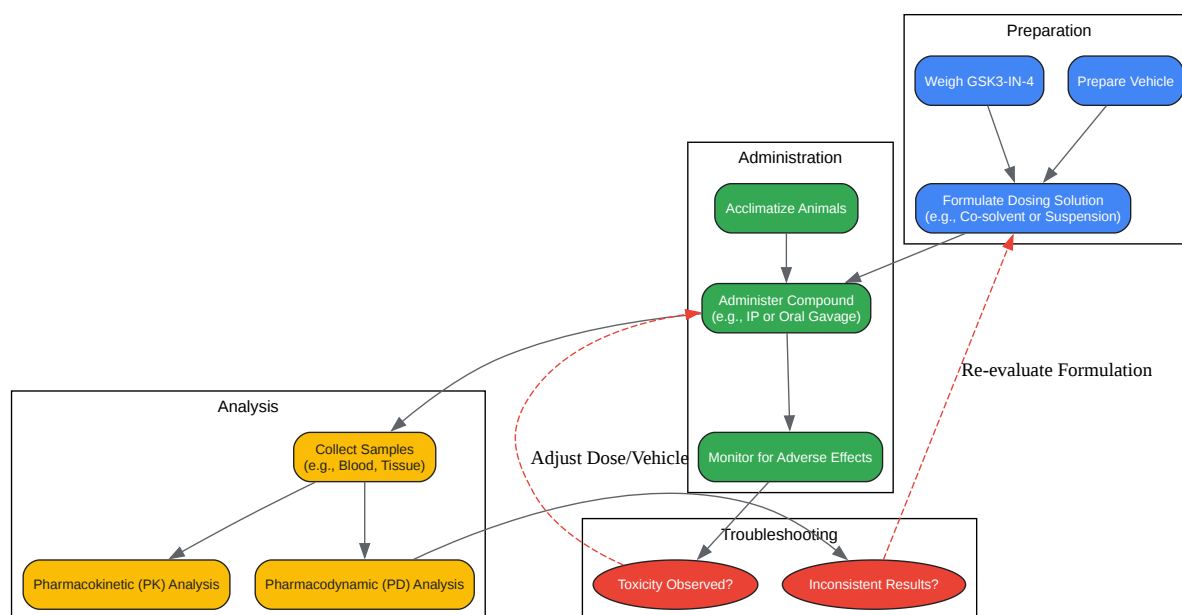 Preparation
Weigh GSK3-IN-4
Prepare Vehicle
Formulate Dosing Solution
(e.g., Co-solvent or Suspension)
Administration
Acclimatize Animals
Administer Compound
(e.g., IP or Oral Gavage)
Monitor for Adverse Effects
Re-evaluate Formulation
Adjust Dose/Vehicle
Analysis
Collect Samples
(e.g., Blood, Tissue)
Pharmacokinetic (PK) Analysis
Pharmacodynamic (PD) Analysis
Troubleshooting
Toxicity Observed?
Inconsistent Results?